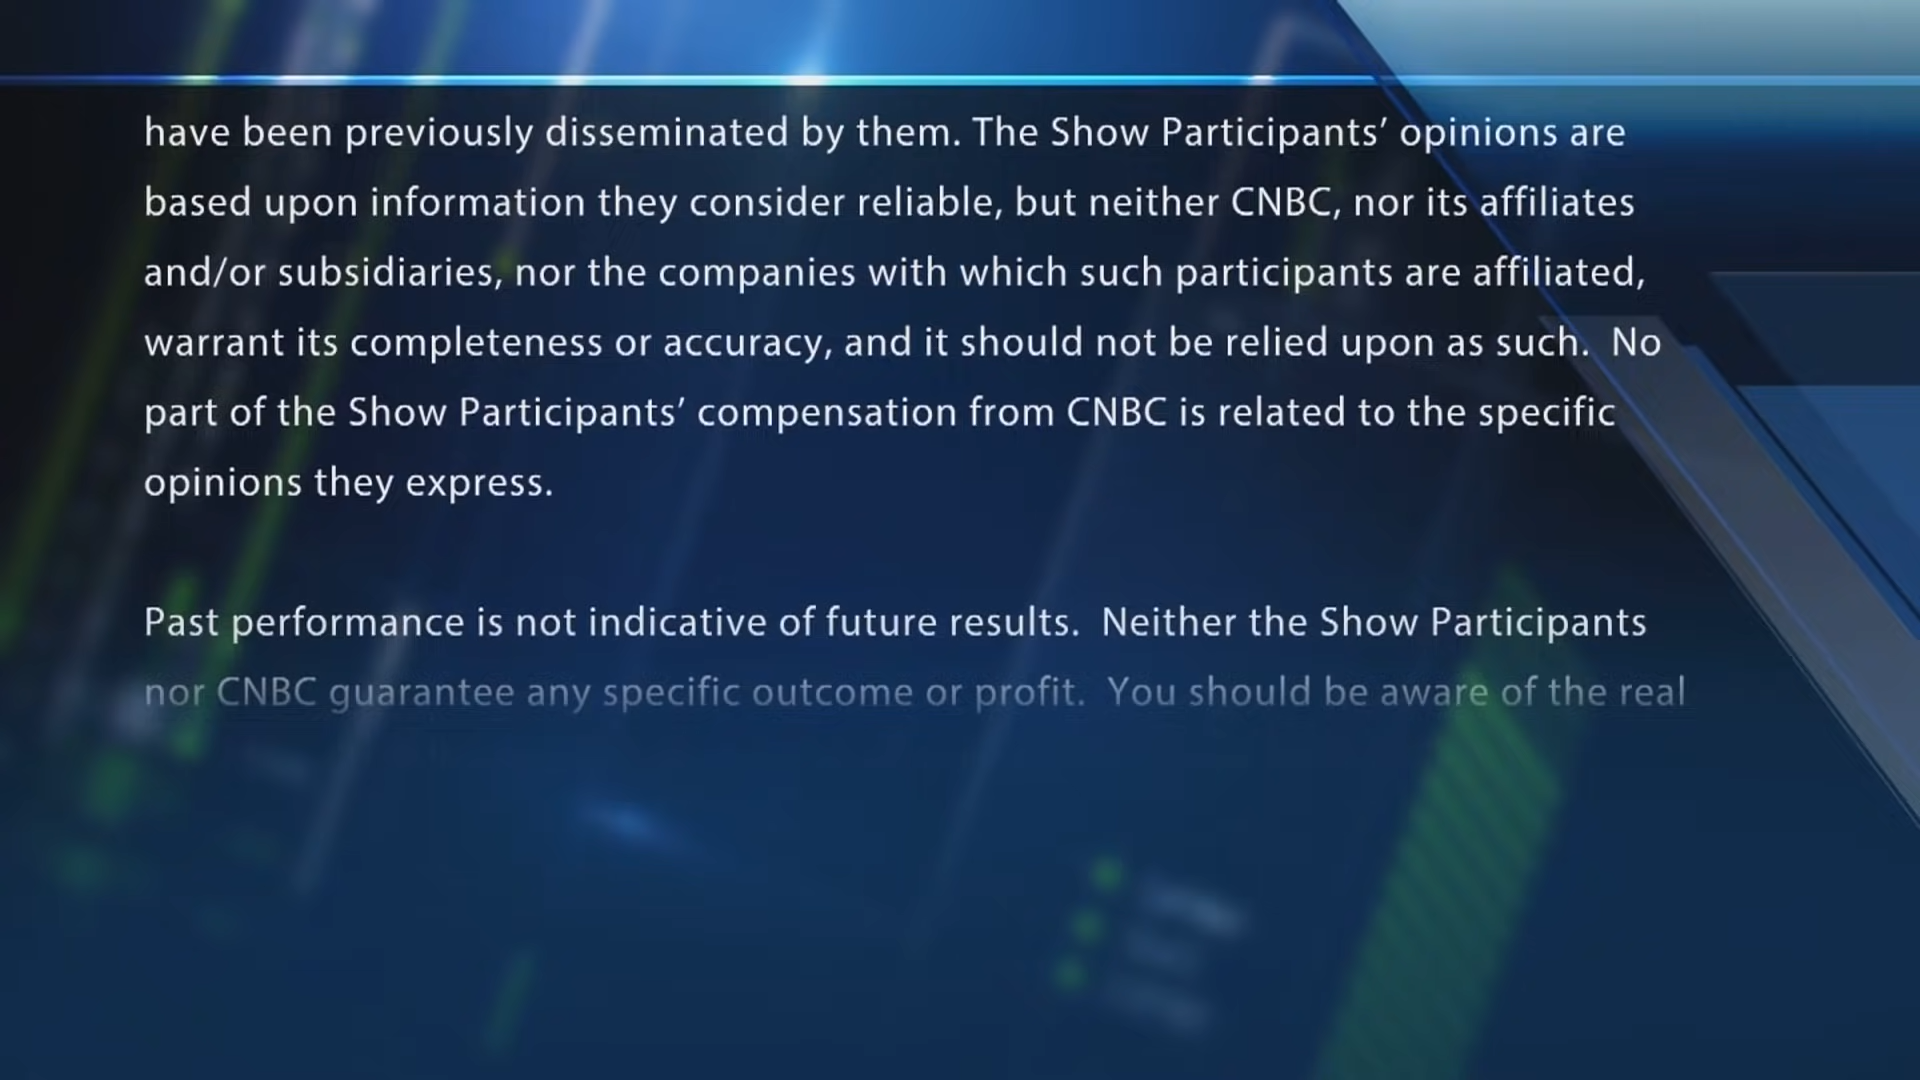 have been previously disseminated by them. The Show Participants’ opinions are
based upon information they consider reliable, but neither CNBC, nor its affiliates
and/or subsidiaries, nor the companies with which such participants are affiliated,
warrant its completeness or accuracy, and it should not be relied upon as such.  No
part of the Show Participants’ compensation from CNBC is related to the specific
opinions they express.
Past performance is not indicative of future results.  Neither the Show Participants
nor CNBC guarantee any specific outcome or profit.  You should be aware of the real